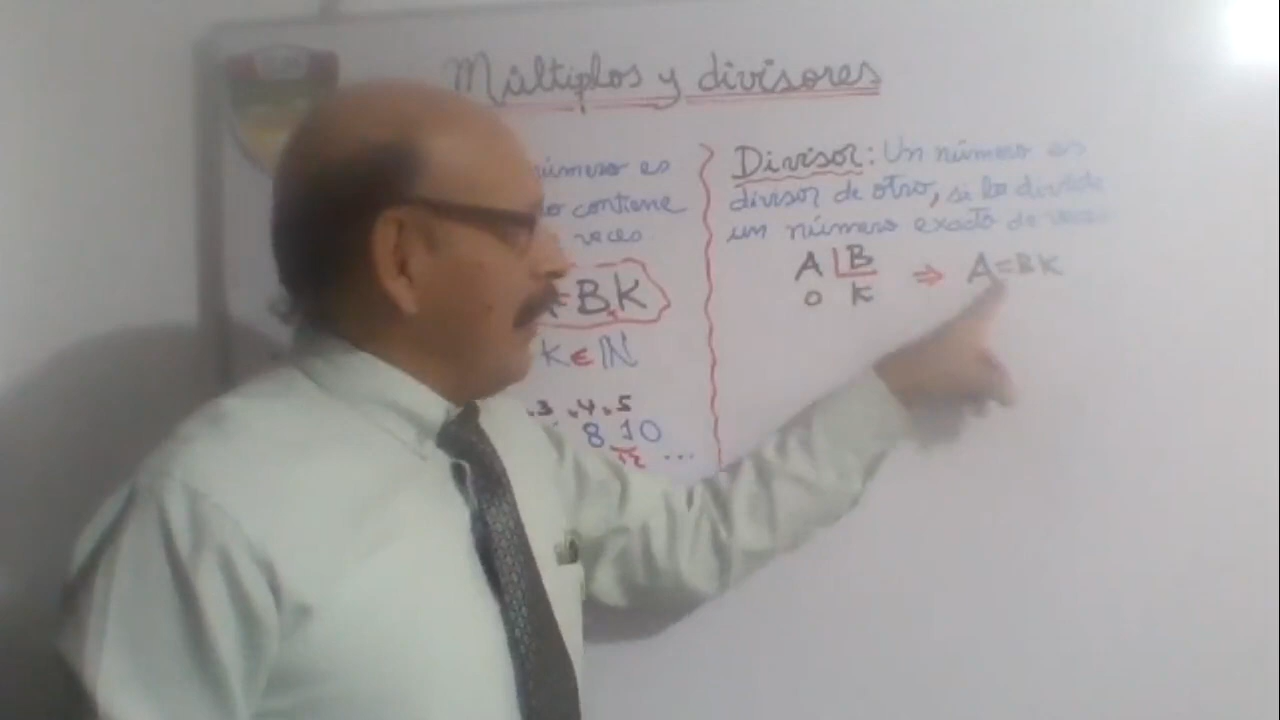 Múltiplos y divisores
número es
lo contiene
veces
= B.K
K ∈ ℕ
.3 .4 .5
8 10
...
Divisor: Un número es
divisor de otro, si lo divide
un número exacto de veces
A | B
0 K
⇒ A = BK